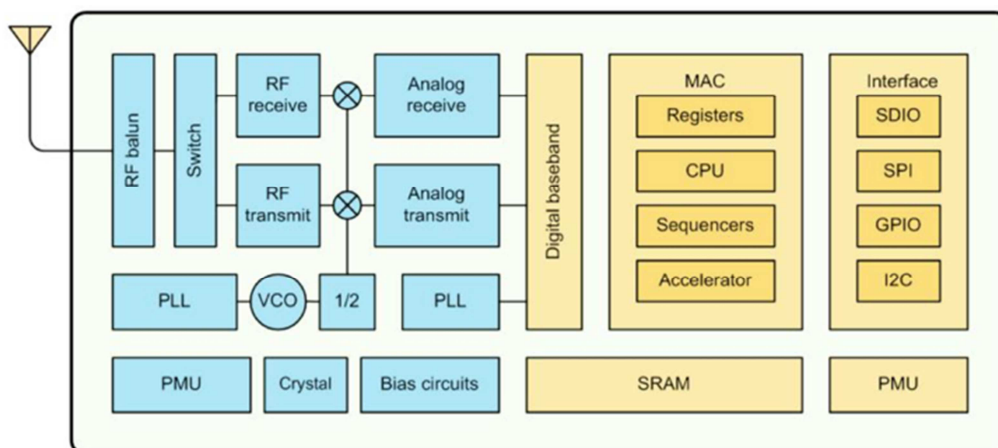 RF balun
Switch
RF
receive
Analog
receive
RF
transmit
Analog
transmit
PLL
VCO
1/2
PLL
PMU
Crystal
Bias circuits
Digital baseband
MAC
Registers
CPU
Sequencers
Accelerator
Interface
SDIO
SPI
GPIO
I2C
SRAM
PMU